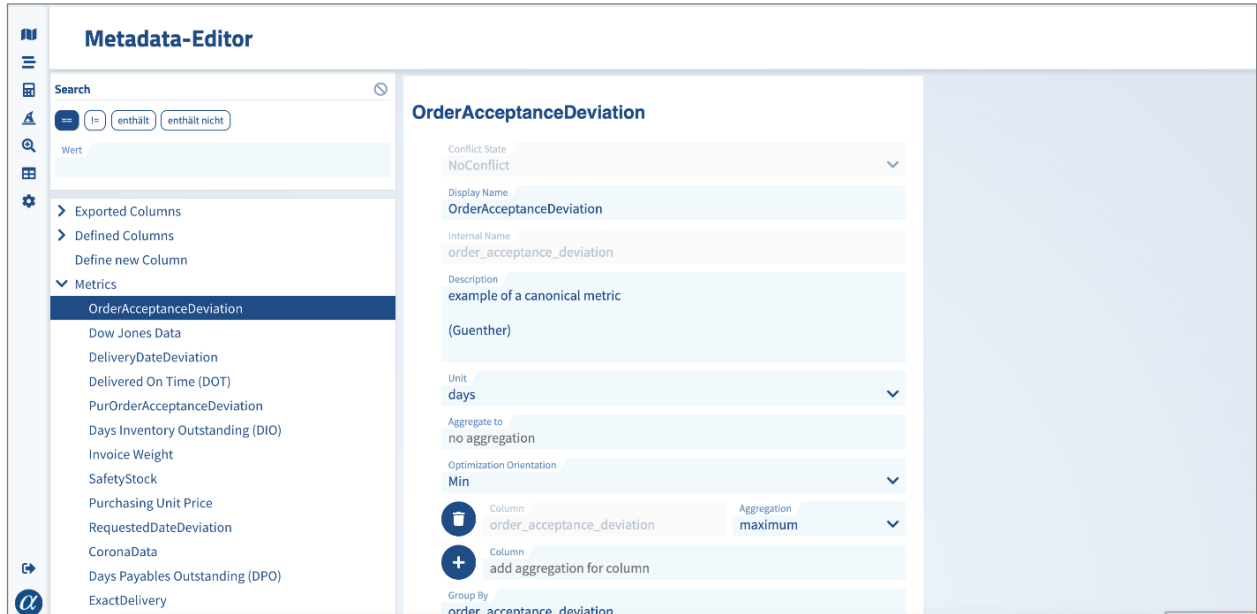 Metadata-Editor
Search
== != enthält enthält nicht
Wert
Exported Columns
Defined Columns
Define new Column
Metrics
OrderAcceptanceDeviation
Dow Jones Data
DeliveryDateDeviation
Delivered On Time (DOT)
PurOrderAcceptanceDeviation
Days Inventory Outstanding (DIO)
Invoice Weight
SafetyStock
Purchasing Unit Price
RequestedDateDeviation
CoronaData
Days Payables Outstanding (DPO)
ExactDelivery
α
OrderAcceptanceDeviation
Conflict State
NoConflict
Display Name
OrderAcceptanceDeviation
Internal Name
order_acceptance_deviation
Description
example of a canonical metric
(Guenther)
Unit
days
Aggregate to
no aggregation
Optimization Orientation
Min
Column Aggregation
order_acceptance_deviation maximum
Column
add aggregation for column
Group By
order_acceptance_deviation